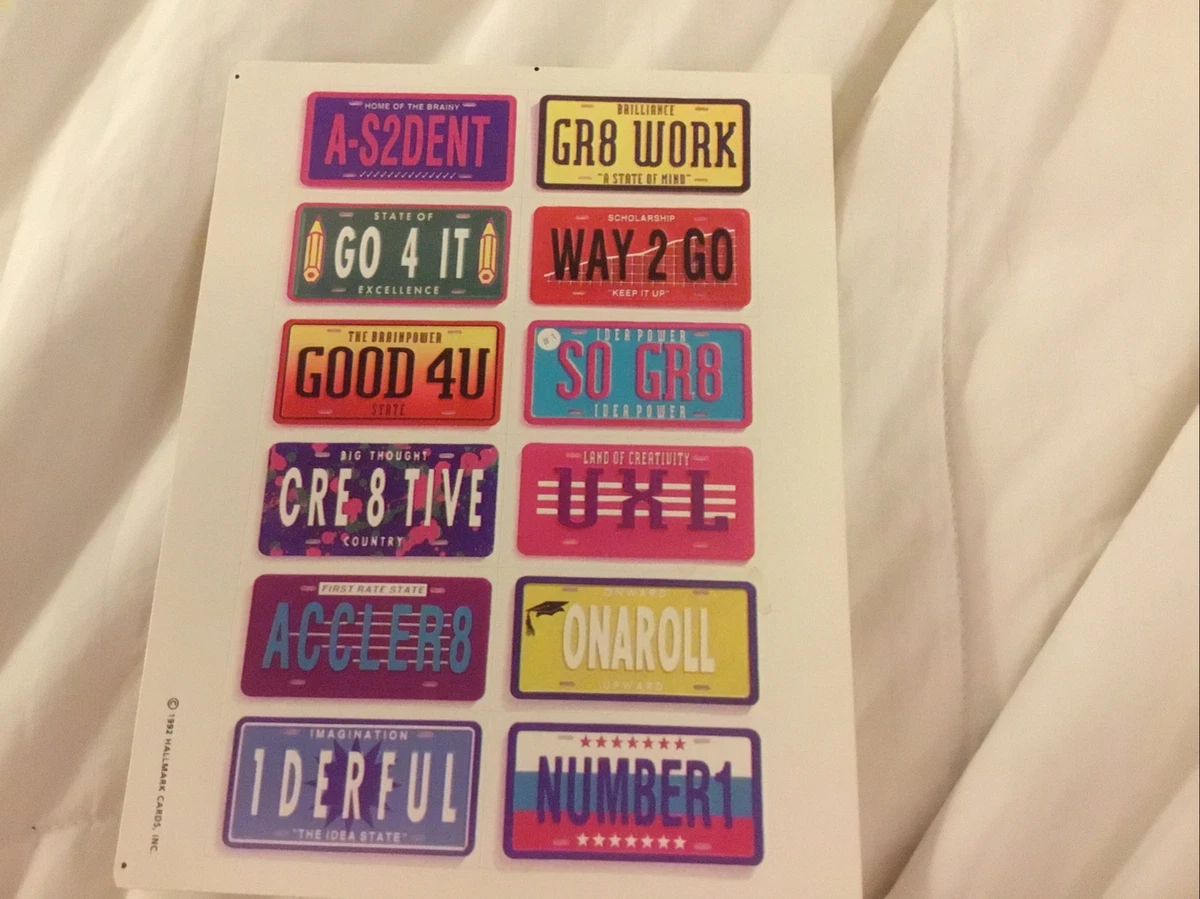 HOME OF THE BRAINY
A-S2DENT
BRILLIANCE
GR8 WORK
"A STATE OF MIND"
STATE OF
GO 4 IT
EXCELLENCE
SCHOLARSHIP
WAY 2 GO
"KEEP IT UP"
THE BRAINPOWER
GOOD 4U
STATE
#1
IDEA POWER
SO GR8
IDEA POWER
BIG THOUGHT
CRE8 TIVE
COUNTRY
LAND OF CREATIVITY
UXL
FIRST RATE STATE
ACCLER8
ONWARD
ONAROLL
UPWARD
IMAGINATION
1DERFUL
"THE IDEA STATE"
NUMBER1
© 1992 HALLMARK CARDS, INC.